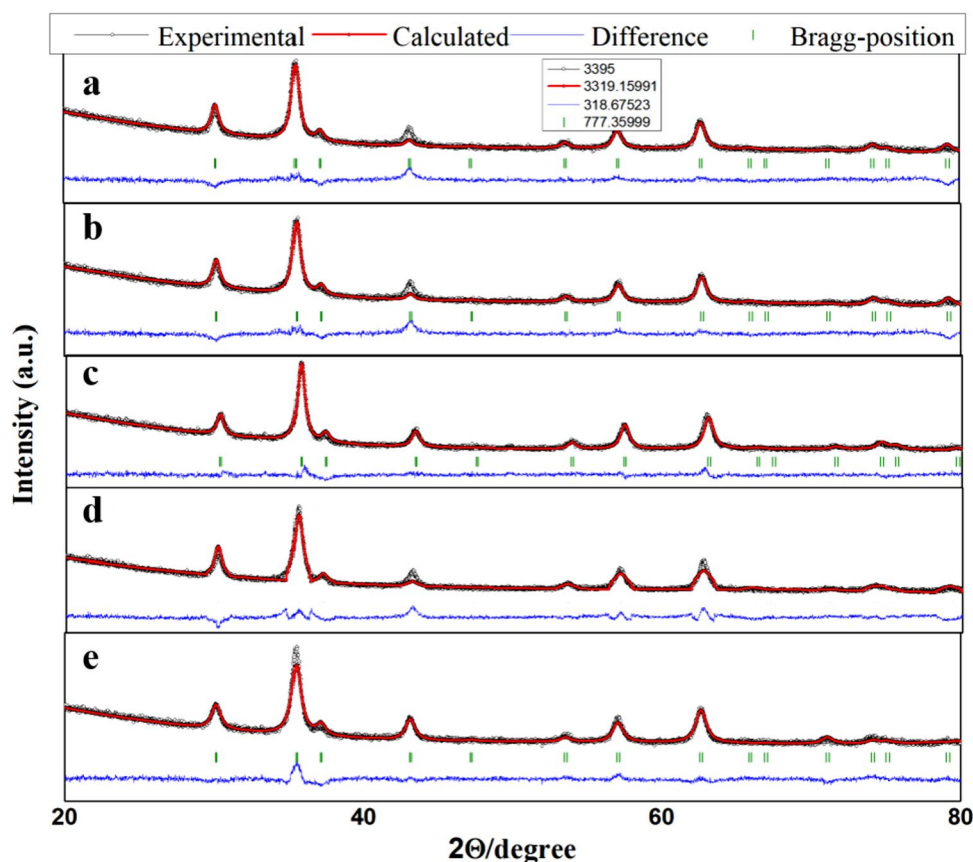 Experimental Calculated Difference Bragg-position
a
3395
3319.15991
318.67523
777.35999
b
c
d
e
Intensity (a.u.)
20 40 60 80
2Θ/degree